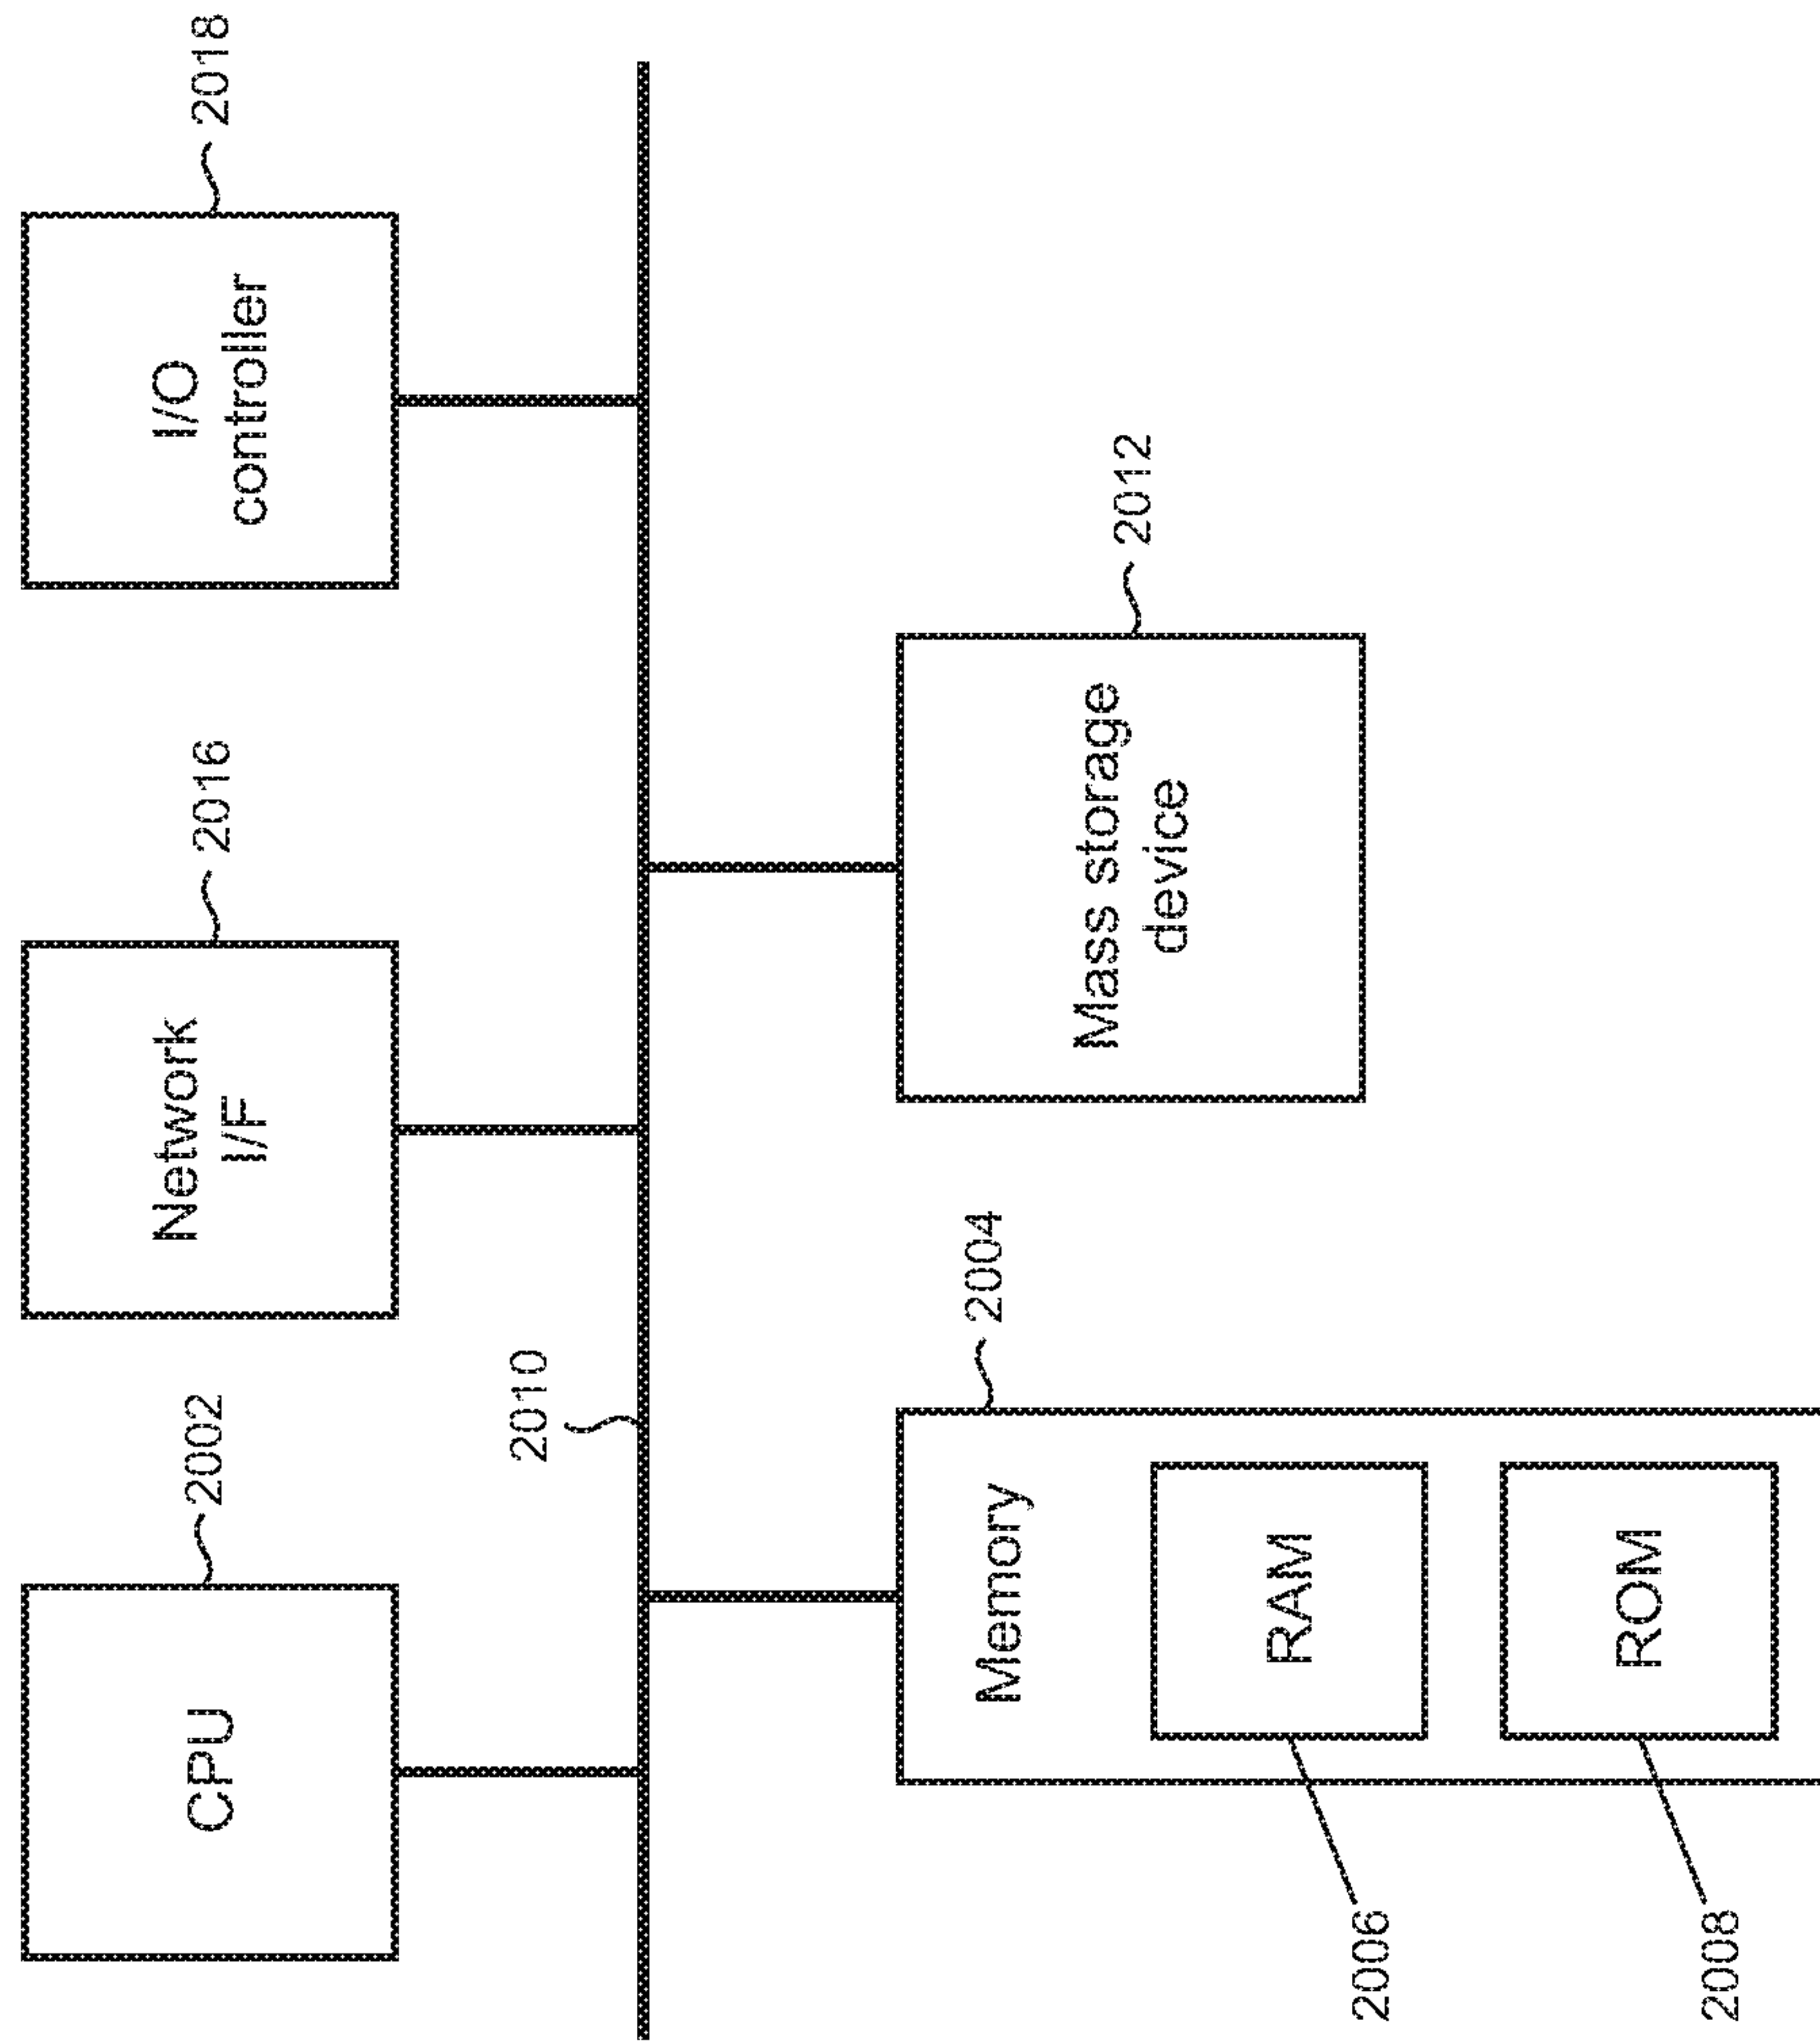 CPU
2002
Network
I/F
2016
I/O
controller
2018
2010
Memory
2004
RAM
2006
ROM
2008
Mass storage
device
2012